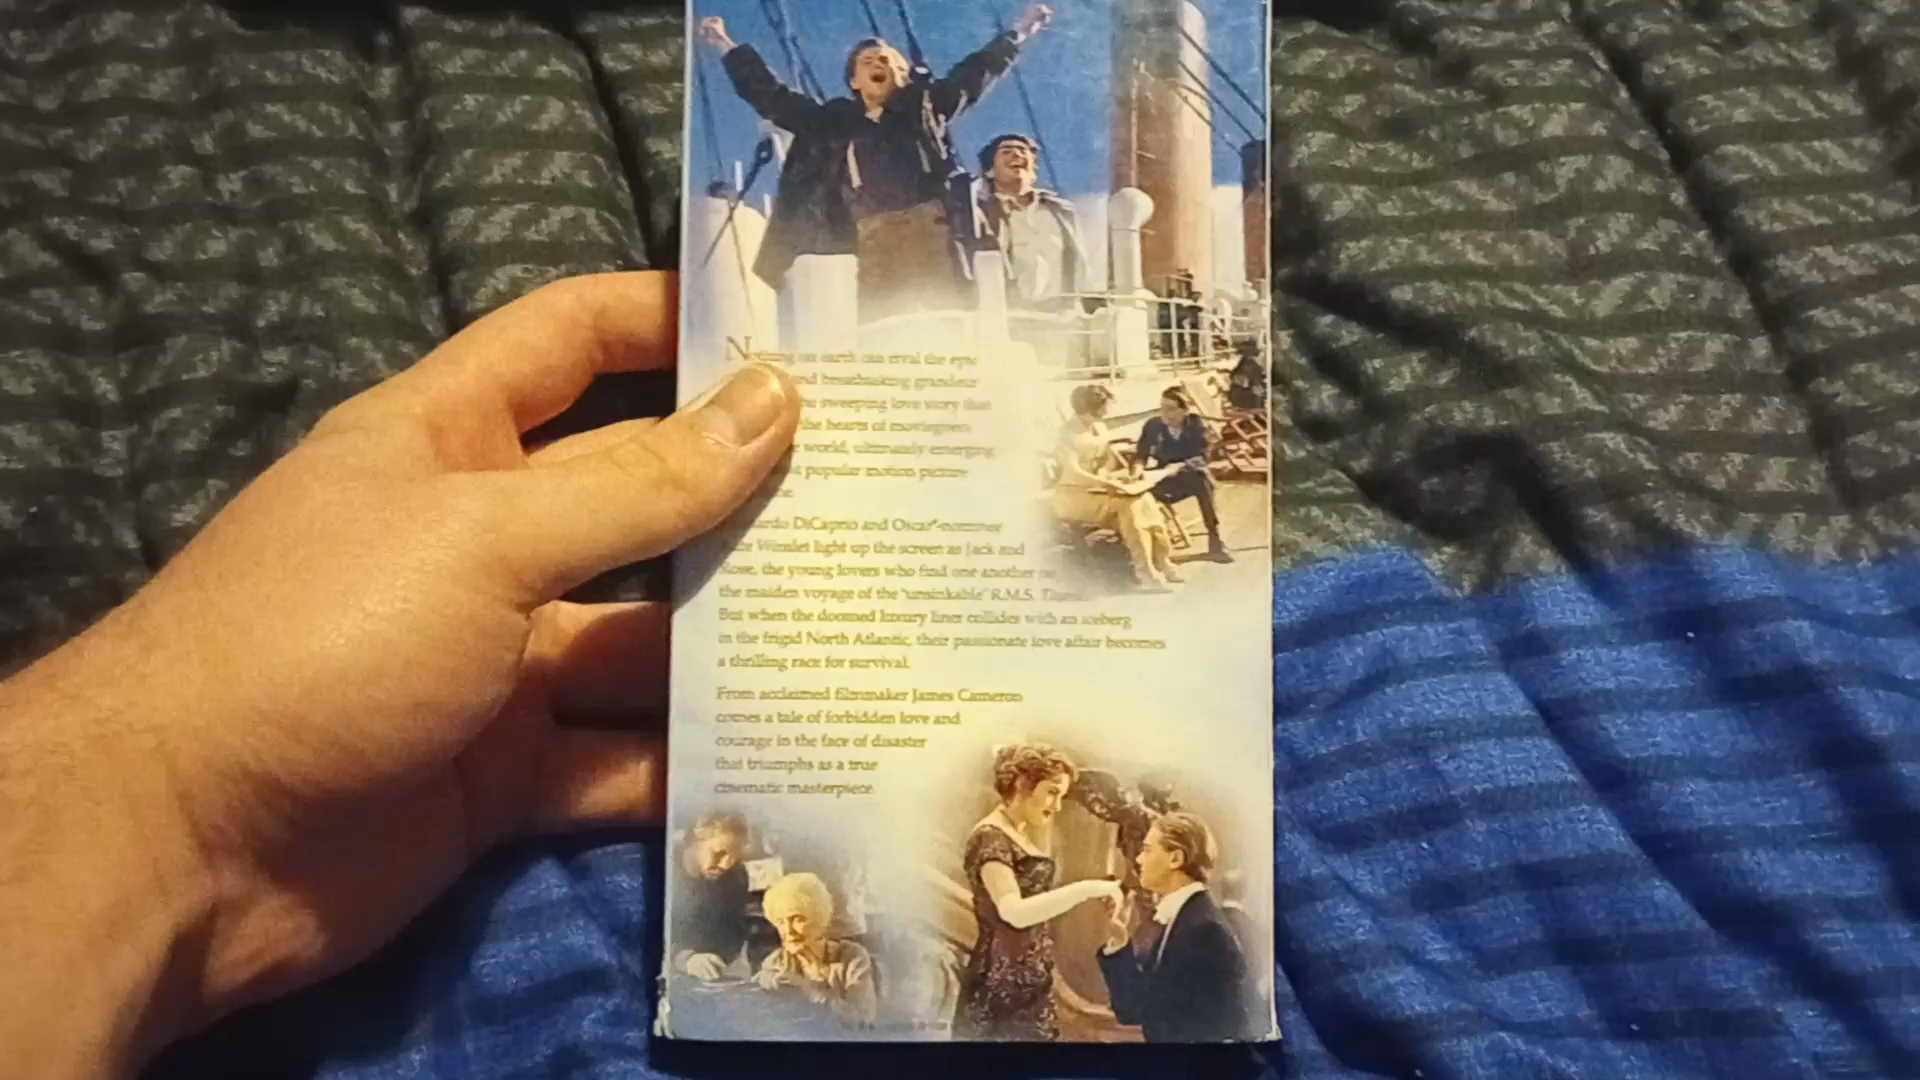 Nothing on earth can rival the epic
and breathtaking grandeur
the sweeping love story that
the hearts of moviegoers
world, ultimately emerging
popular motion picture
DiCaprio and Oscar®-nominee
Winslet light up the screen as Jack and
Rose, the young lovers who find one another on
the maiden voyage of the "unsinkable" R.M.S. Titanic.
But when the doomed luxury liner collides with an iceberg
in the frigid North Atlantic, their passionate love affair becomes
a thrilling race for survival.
From acclaimed filmmaker James Cameron
comes a tale of forbidden love and
courage in the face of disaster
that triumphs as a true
cinematic masterpiece.